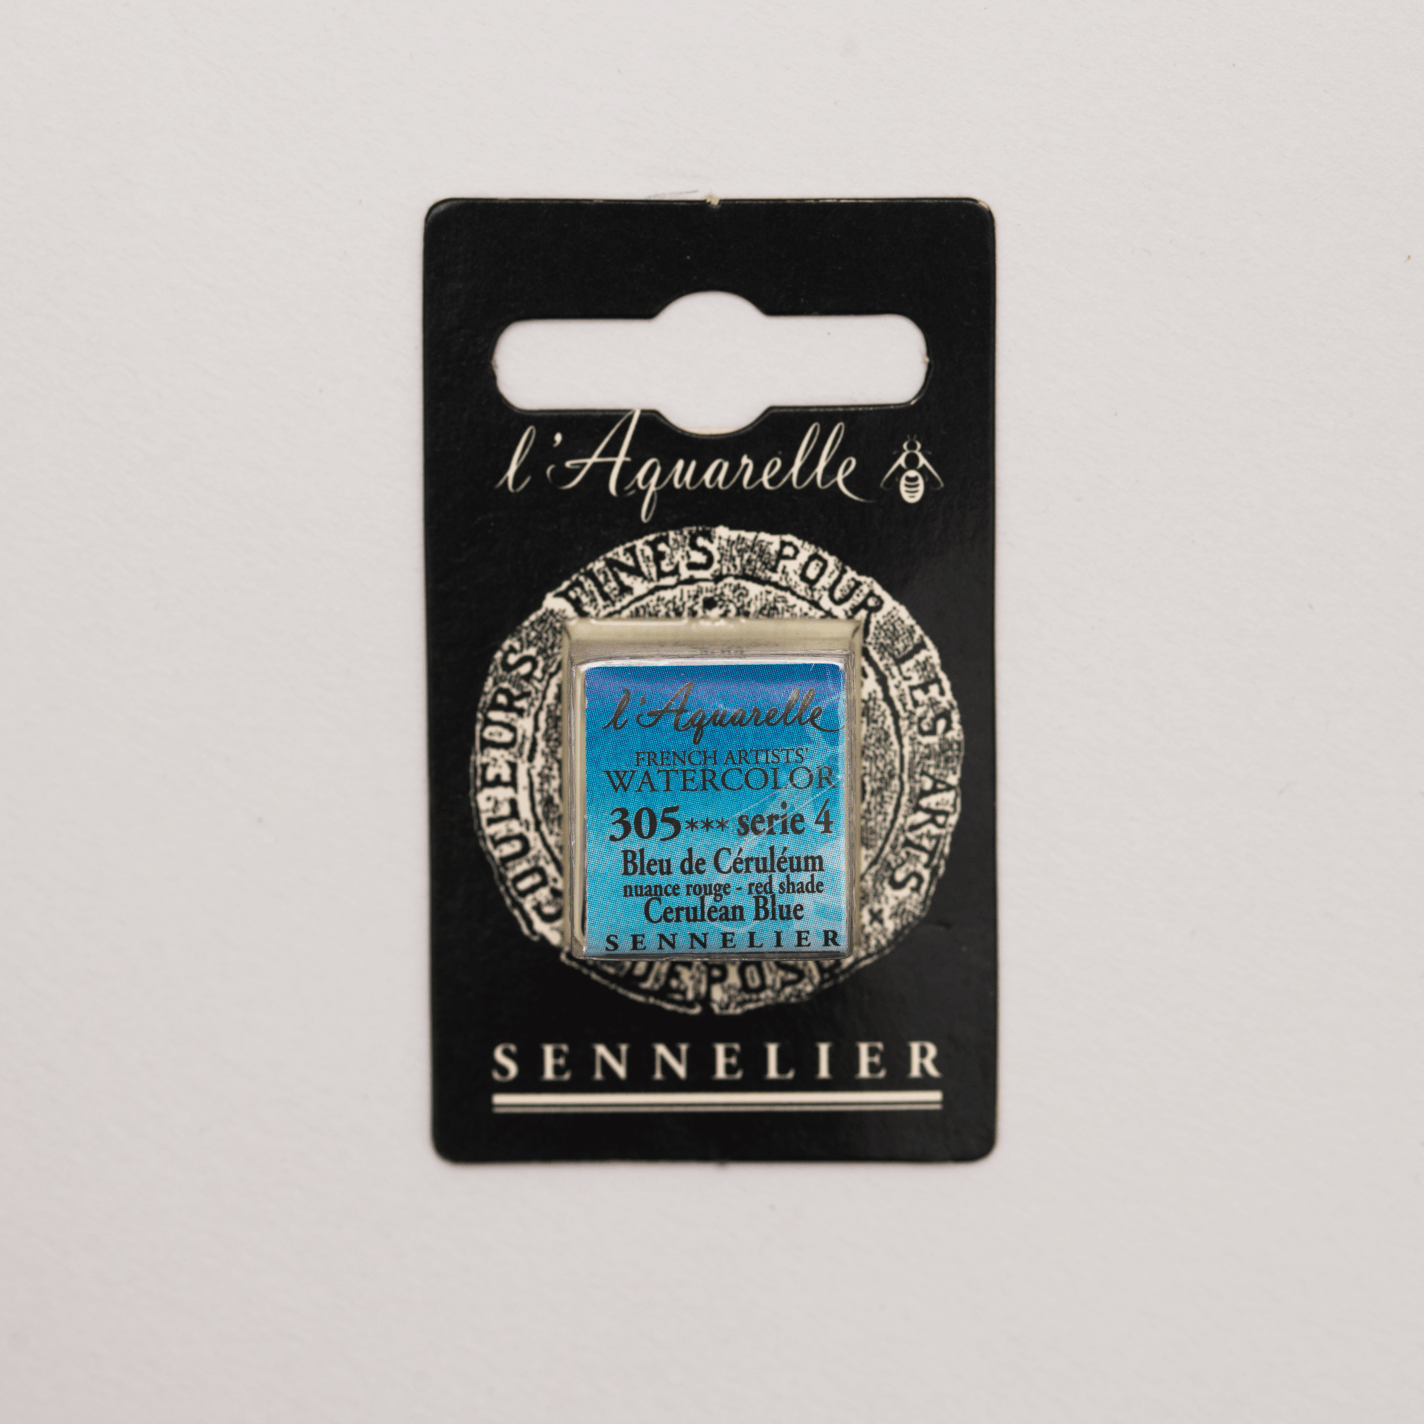 l'Aquarelle
COULEURS FINES POUR LES ARTS
l'Aquarelle
FRENCH ARTISTS'
WATERCOLOR
305*** serie 4
Bleu de Céruléum
nuance rouge - red shade
Cerulean Blue
SENNELIER
SENNELIER